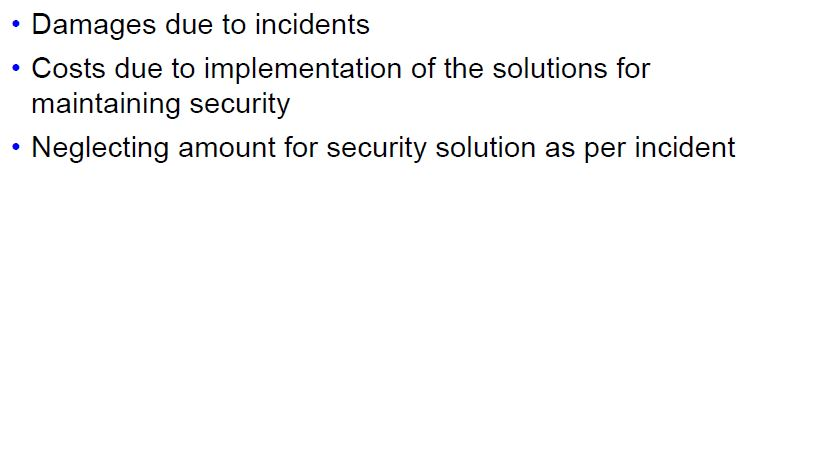 • Damages due to incidents
• Costs due to implementation of the solutions for
maintaining security
• Neglecting amount for security solution as per incident